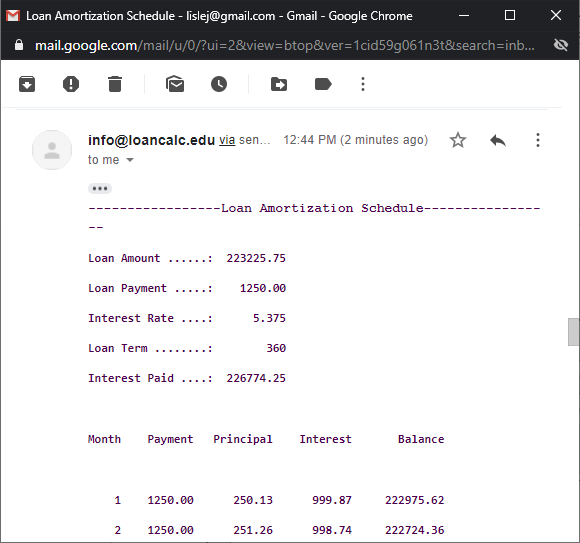 Loan Amortization Schedule - lislej@gmail.com - Gmail - Google Chrome
mail.google.com/mail/u/0/?ui=2&view=btop&ver=1cid59g061n3t&search=inb...
info@loancalc.edu via sen... 12:44 PM (2 minutes ago)
to me
-----------------Loan Amortization Schedule---------------
--
Loan Amount ......: 223225.75
Loan Payment .....: 1250.00
Interest Rate ....: 5.375
Loan Term ........: 360
Interest Paid ....: 226774.25
Month Payment Principal Interest Balance
1 1250.00 250.13 999.87 222975.62
2 1250.00 251.26 998.74 222724.36